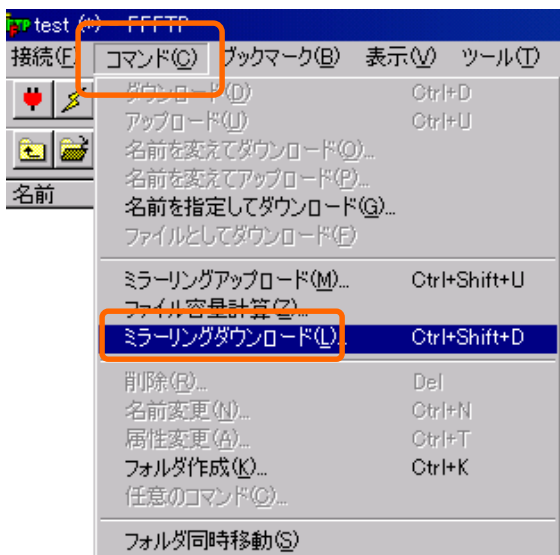 test (*) - FFFTP
接続(F) コマンド(C) ブックマーク(B) 表示(V) ツール(T)
名前
ダウンロード(D) Ctrl+D
アップロード(U) Ctrl+U
名前を変えてダウンロード(O)...
名前を変えてアップロード(P)...
名前を指定してダウンロード(G)...
ファイルとしてダウンロード(F)
ミラーリングアップロード(M)... Ctrl+Shift+U
ファイル容量計算(Z)...
ミラーリングダウンロード(L)... Ctrl+Shift+D
削除(R)... Del
名前変更(N)... Ctrl+N
属性変更(A)... Ctrl+T
フォルダ作成(K)... Ctrl+K
任意のコマンド(C)...
フォルダ同時移動(S)